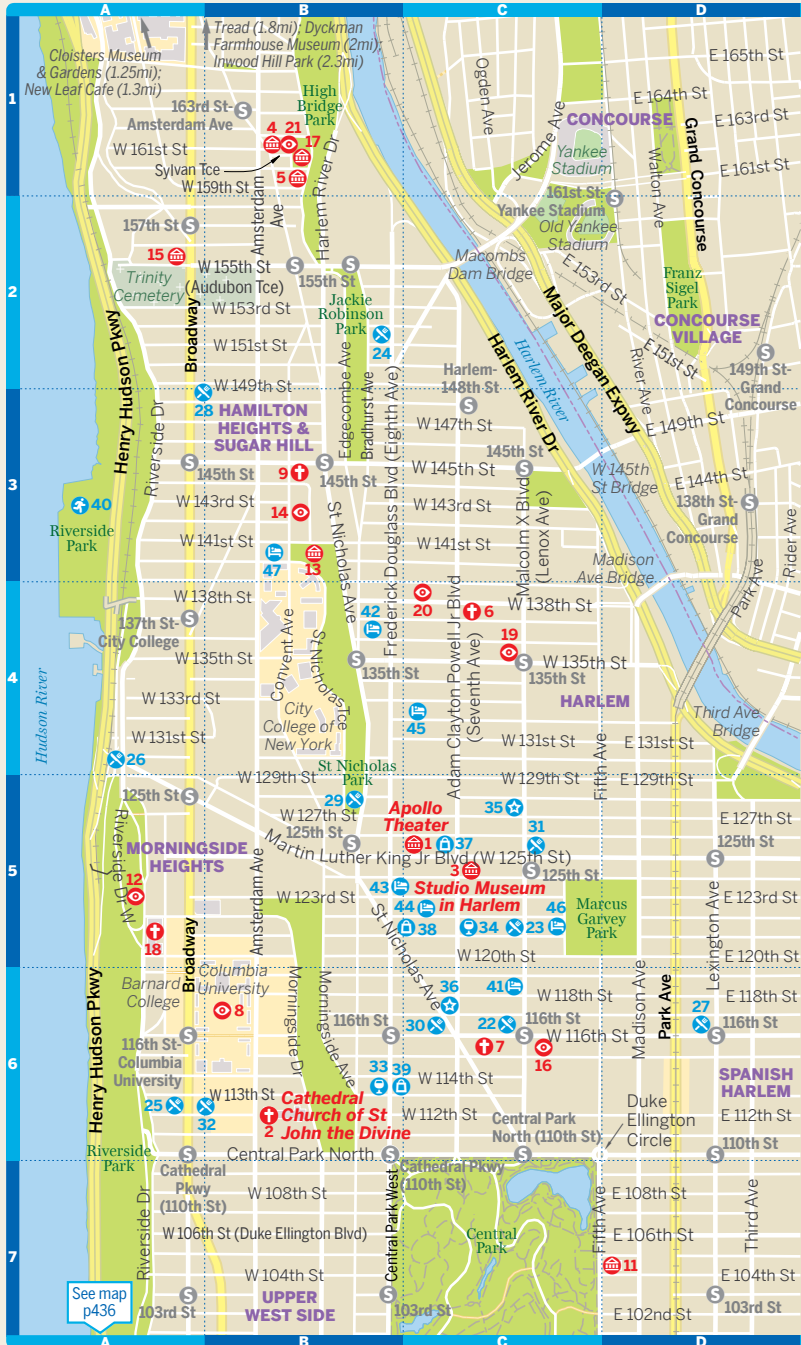 A
B
C
D
1
Cloisters Museum
& Gardens (1.25mi);
New Leaf Cafe (1.3mi)
Tread (1.8mi); Dyckman
Farmhouse Museum (2mi);
Inwood Hill Park (2.3mi)
High
Bridge
Park
163rd St-
Amsterdam Ave
W 161st St
Sylvan Tce
W 159th St
4
21
17
5
Harlem River Dr
Amsterdam
Ave
157th St
Ogden Ave
Jerome Ave
CONCOURSE
Yankee
Stadium
161st St-
Yankee Stadium
Old Yankee
Stadium
Walton Ave
Grand Concourse
E 165th St
E 164th St
E 163rd St
E 161st St
2
15
Trinity
Cemetery
W 155th St
(Audubon Tce)
155th St
W 153rd St
W 151st St
Jackie
Robinson
Park
24
Macombs
Dam Bridge
E 153rd St
E 151st St
Franz
Sigel
Park
CONCOURSE
VILLAGE
149th St-
Grand
Concourse
Major Deegan Expwy
River Ave
Harlem River
Harlem River Dr
Harlem-
148th St
Henry Hudson Pkwy
Broadway
Riverside Dr
W 149th St
28
HAMILTON
HEIGHTS &
SUGAR HILL
Edgecombe Ave
Bradhurst Ave
Frederick Douglass Blvd (Eighth Ave)
W 147th St
E 149th St
3
145th St
9
145th St
W 145th St
145th St
W 145th
St Bridge
E 144th St
138th St-
Grand
Concourse
40
Riverside
Park
W 143rd St
14
W 143rd St
W 141st St
W 141st St
47
13
St Nicholas Ave
Malcolm X Blvd
(Lenox Ave)
Madison
Ave Bridge
Park Ave
Rider Ave
4
W 138th St
137th St-
City College
42
20
6
W 138th St
19
W 135th St
135th St
W 135th St
135th St
Convent Ave
St Nicholas Tce
City
College of
New York
W 133rd St
W 131st St
26
45
Adam Clayton Powell Jr Blvd
(Seventh Ave)
HARLEM
Third Ave
Bridge
Hudson River
W 131st St
E 131st St
St Nicholas
Park
W 129th St
W 129th St
E 129th St
Fifth Ave
5
125th St
29
W 127th St
125th St
Apollo
Theater
1
37
35
31
E 127th St
125th St
Martin Luther King Jr Blvd (W 125th St)
MORNINGSIDE
HEIGHTS
Riverside Dr W
Amsterdam Ave
3
125th St
12
W 123rd St
43
Studio Museum
in Harlem
44
38
34
23
46
Marcus
Garvey
Park
E 123rd St
18
St Nicholas Ave
W 120th St
E 120th St
Lexington Ave
Broadway
6
Henry Hudson Pkwy
Barnard
College
Columbia
University
8
Morningside Dr
Morningside Ave
36
41
W 118th St
E 118th St
27
Madison Ave
Park Ave
30
22
116th St-
Columbia
University
116th St
116th St
W 116th St
116th St
7
16
33
39
W 114th St
SPANISH
HARLEM
25
32
W 113th St
Cathedral
Church of St
John the Divine
2
W 112th St
E 112th St
Central Park
North (110th St)
Duke
Ellington
Circle
110th St
Riverside
Park
Central Park North
Cathedral
Pkwy
(110th St)
Cathedral Pkwy
(110th St)
7
W 108th St
E 108th St
Riverside Dr
W 106th St (Duke Ellington Blvd)
E 106th St
Central Park West
Central
Park
Fifth Ave
Third Ave
11
W 104th St
E 104th St
See map
p436
103rd St
UPPER
WEST SIDE
103rd St
E 102nd St
103rd St
A
B
C
D